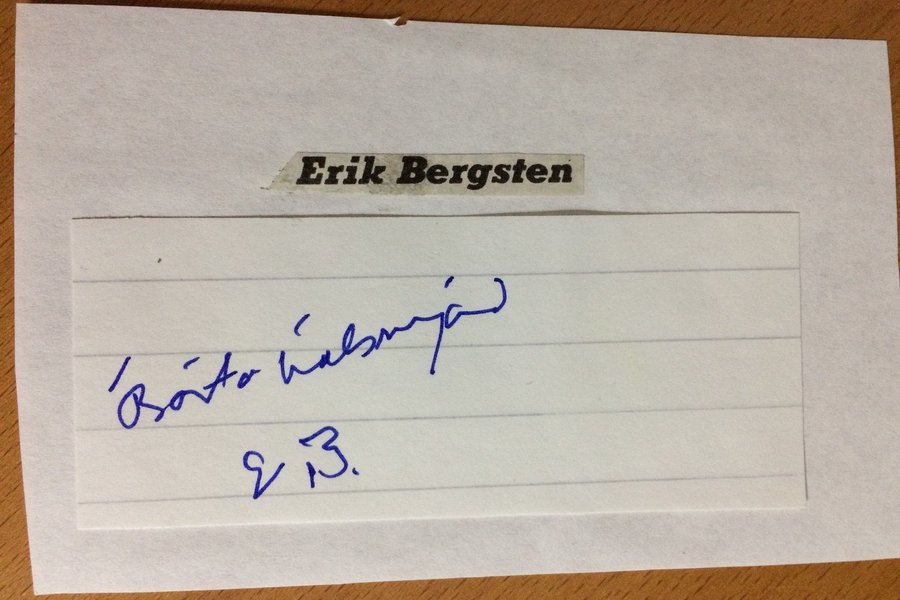 Erik Bergsten
Bästa hälsningar
E B.